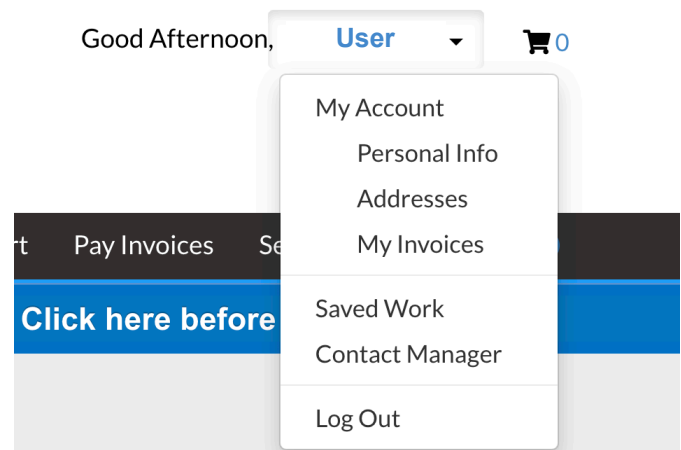 Good Afternoon, User 0
My Account
Personal Info
Addresses
My Invoices
Pay Invoices
Click here before
Saved Work
Contact Manager
Log Out